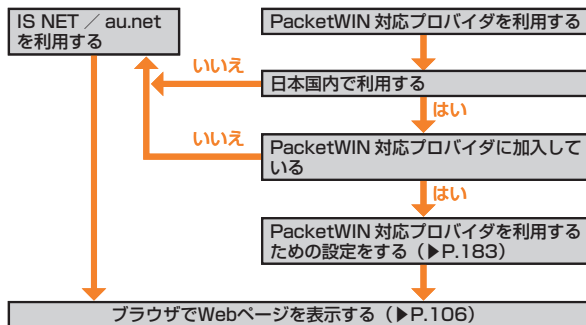 IS NET ／ au.net
を利用する
PacketWIN 対応プロバイダを利用する
いいえ
日本国内で利用する
はい
いいえ
PacketWIN 対応プロバイダに加入して
いる
はい
PacketWIN 対応プロバイダを利用する
ための設定をする（▶P.183）
ブラウザでWebページを表示する（▶P.106）